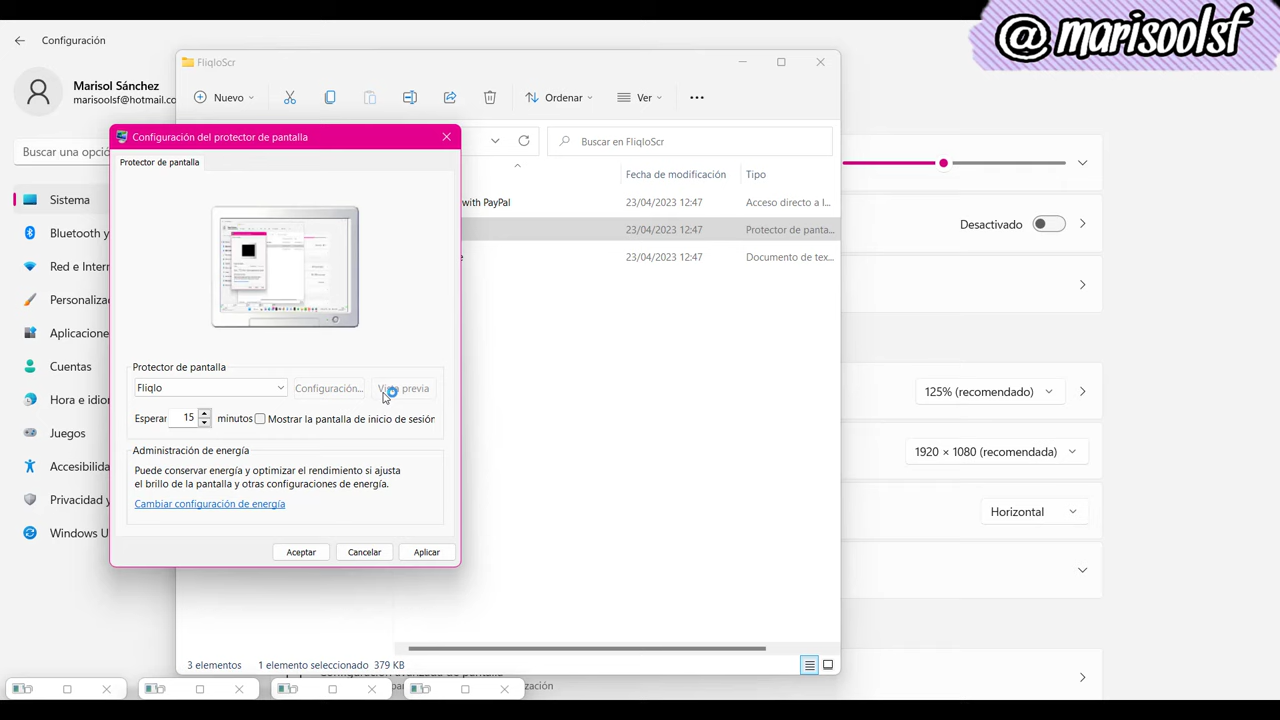 @marisoolsf
Configuración
Marisol Sánchez
marisoolsf@hotmail.co
Buscar una opció
Sistema
Bluetooth y
Red e Intern
Personalizac
Aplicaciones
Cuentas
Hora e idion
Juegos
Accesibilida
Privacidad y
Windows U
FliqloScr
Nuevo
Ordenar
Ver
Buscar en FliqloScr
Fecha de modificación
Tipo
with PayPal
23/04/2023 12:47
Acceso directo a l...
23/04/2023 12:47
Protector de panta...
23/04/2023 12:47
Documento de tex...
3 elementos
1 elemento seleccionado
379 KB
Configuración del protector de pantalla
Protector de pantalla
Protector de pantalla
Fliqlo
Configuración...
Vista previa
Esperar
15
minutos
Mostrar la pantalla de inicio de sesión
Administración de energía
Puede conservar energía y optimizar el rendimiento si ajusta
el brillo de la pantalla y otras configuraciones de energía.
Cambiar configuración de energía
Aceptar
Cancelar
Aplicar
Desactivado
125% (recomendado)
1920 × 1080 (recomendada)
Horizontal